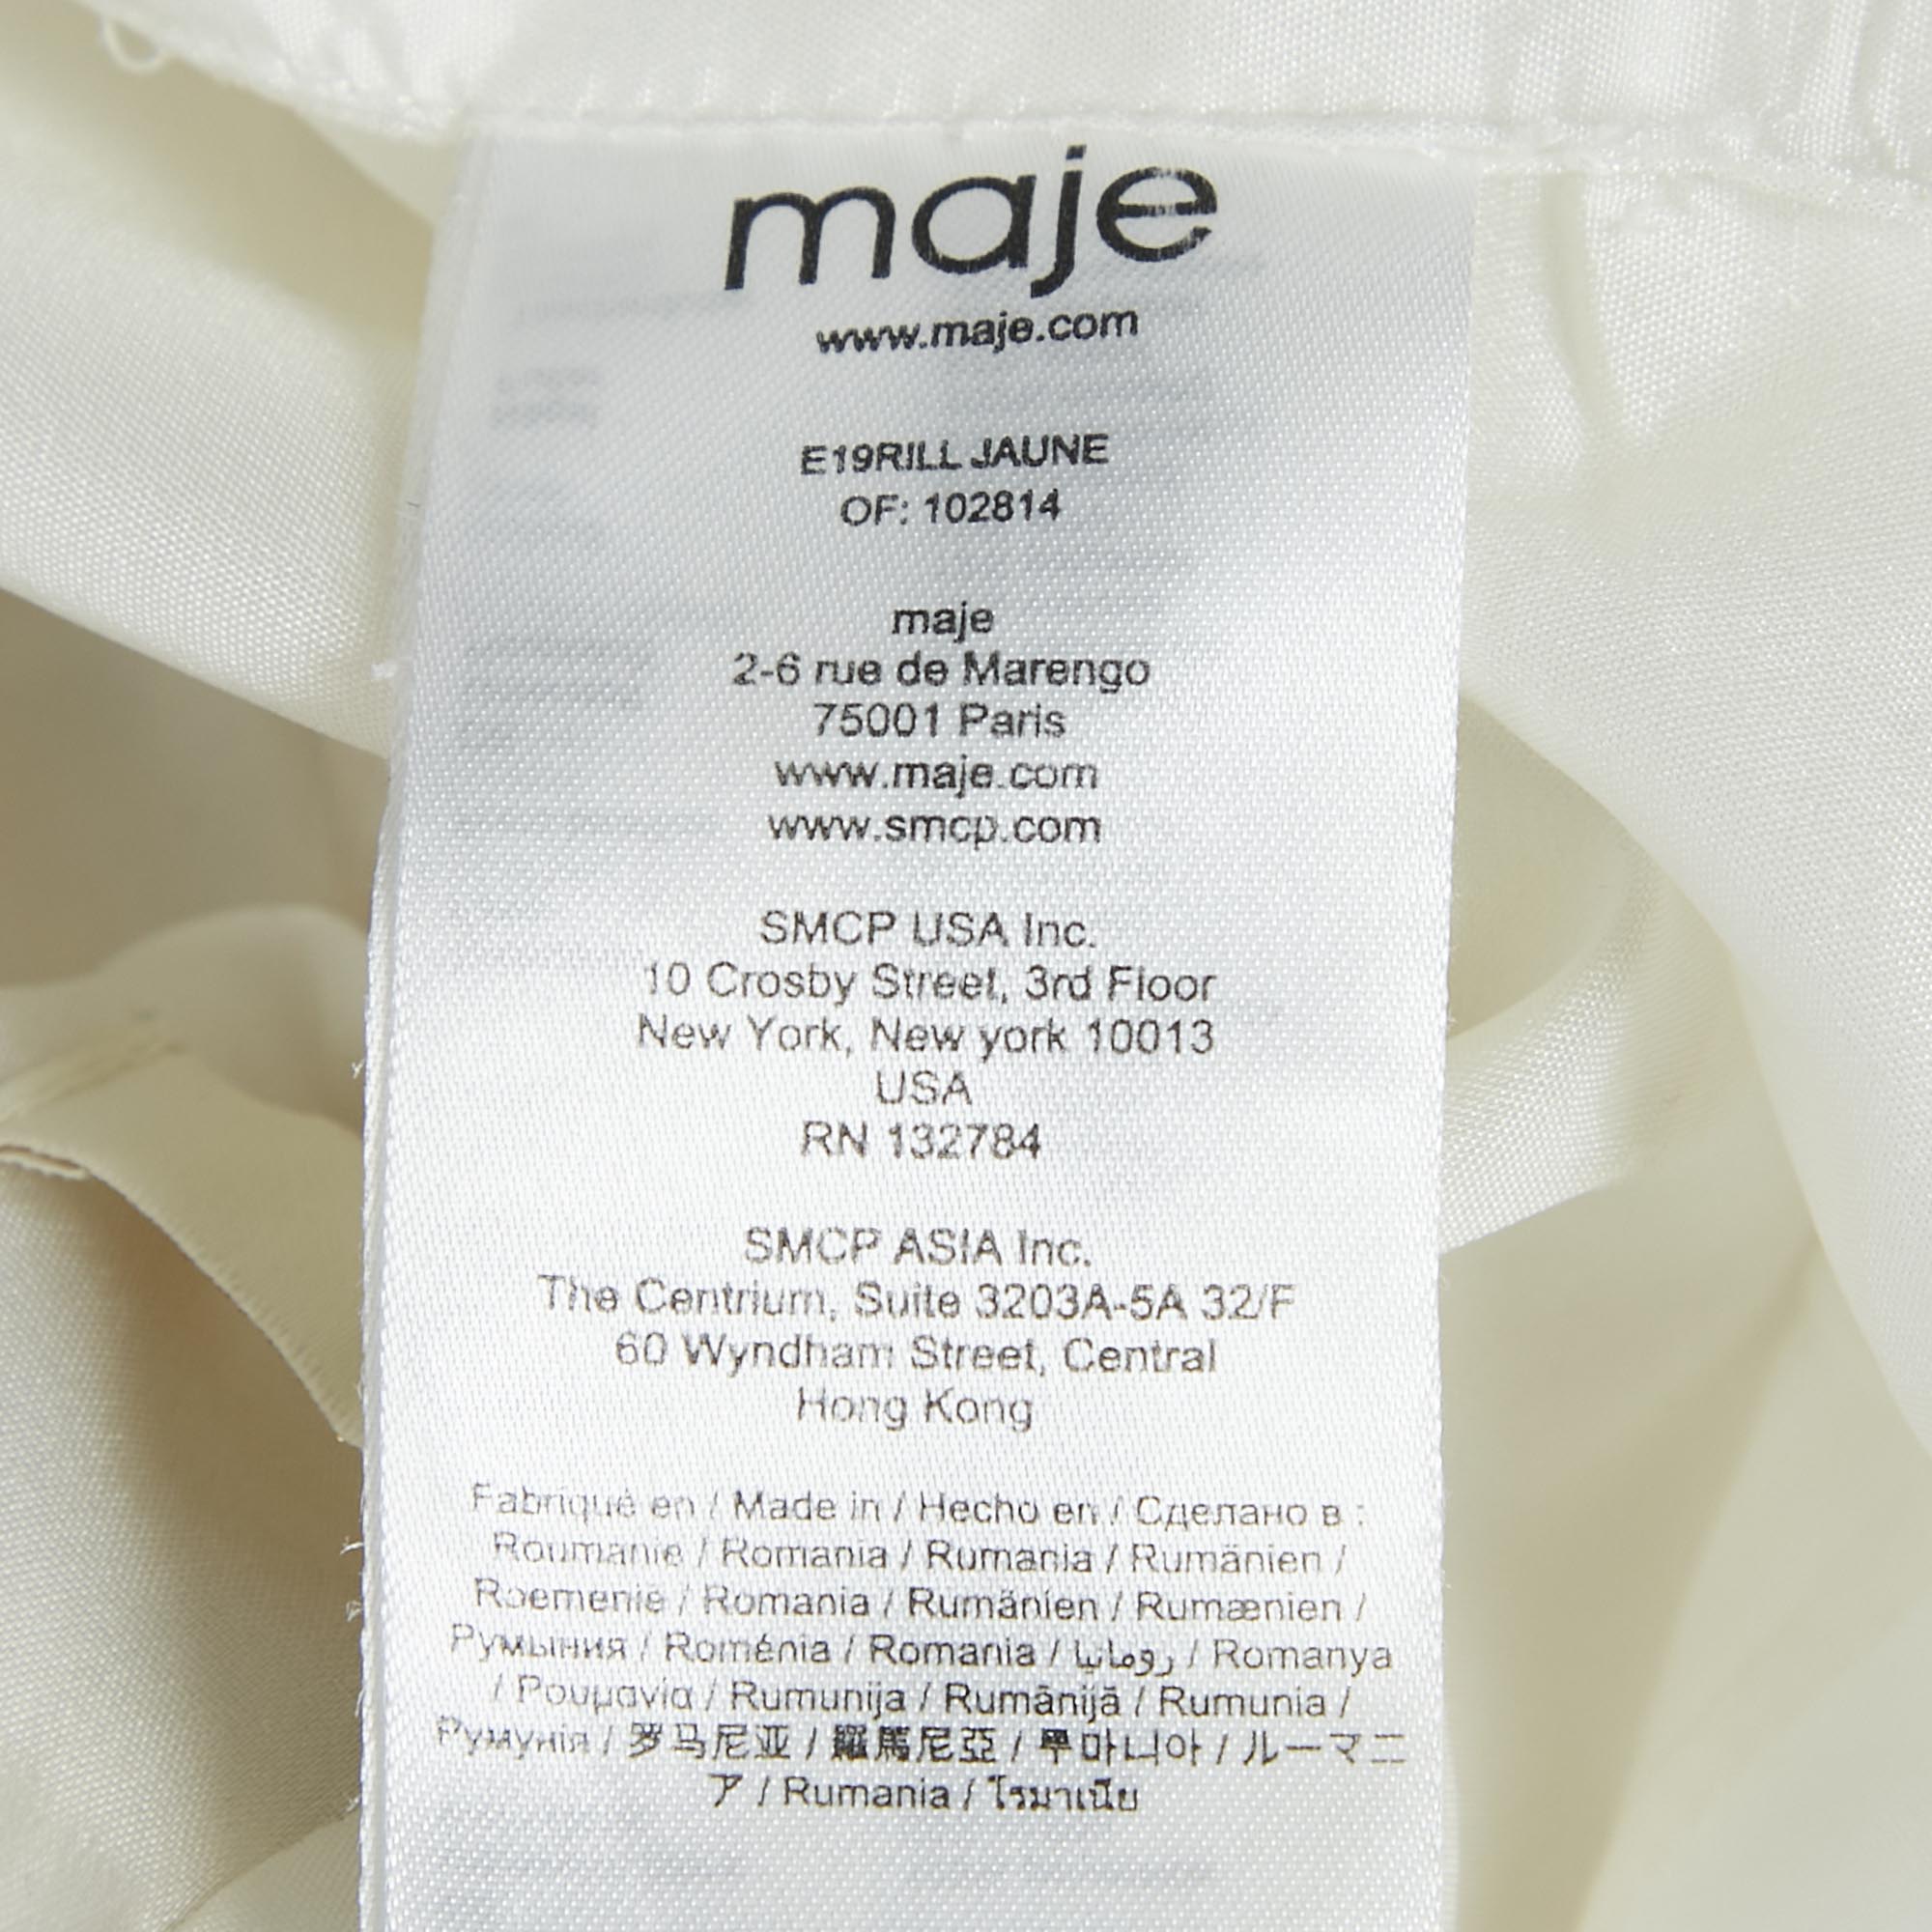 maje
www.maje.com
E19RILL JAUNE
OF: 102814
maje
2-6 rue de Marengo
75001 Paris
www.maje.com
www.smcp.com
SMCP USA Inc.
10 Crosby Street, 3rd Floor
New York, New york 10013
USA
RN 132784
SMCP ASIA Inc.
The Centrium, Suite 3203A-5A 32/F
60 Wyndham Street, Central
Hong Kong
Fabriqué en / Made in / Hecho en / Сделано в :
Roumanie / Romania / Rumania / Rumänien /
Roemenie / Romania / Rumänien / Rumænien /
Румыния / Roménia / Romania / رومانيا / Romanya
/ Ρουμανία / Rumunija / Rumānijā / Rumunia /
Румунія / 罗马尼亚 / 羅馬尼亞 / 루마니아 / ルーマニ
ア / Rumania / โรมาเนีย